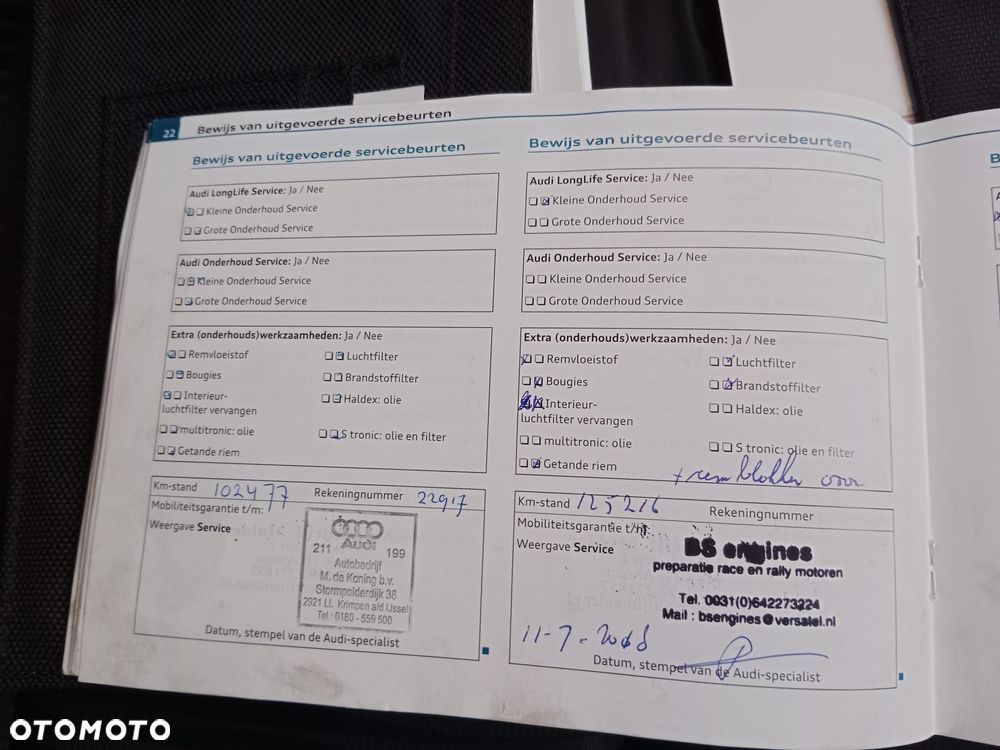 22 Bewijs van uitgevoerde servicebeurten
Bewijs van uitgevoerde servicebeurten
Audi LongLife Service: Ja / Nee
Kleine Onderhoud Service
Grote Onderhoud Service
Audi Onderhoud Service: Ja / Nee
Kleine Onderhoud Service
Grote Onderhoud Service
Extra (onderhouds)werkzaamheden: Ja / Nee
Remvloeistof
Luchtfilter
Bougies
Brandstoffilter
Interieur-
luchtfilter vervangen
Haldex: olie
multitronic: olie
S tronic: olie en filter
Getande riem
Km-stand 102477 Rekeningnummer 22917
Mobiliteitsgarantie t/m:
Weergave Service
Audi
211 199
Autobedrijf
M. de Koning b.v.
Stormpolderdijk 36
2921 LL Krimpen a/d IJssel
Tel.: 0180 - 559 500
Datum, stempel van de Audi-specialist
Bewijs van uitgevoerde servicebeurten
Audi LongLife Service: Ja / Nee
Kleine Onderhoud Service
Grote Onderhoud Service
Audi Onderhoud Service: Ja / Nee
Kleine Onderhoud Service
Grote Onderhoud Service
Extra (onderhouds)werkzaamheden: Ja / Nee
Remvloeistof
Luchtfilter
Bougies
Brandstoffilter
Interieur-
luchtfilter vervangen
Haldex: olie
multitronic: olie
S tronic: olie en filter
Getande riem
+ remblokken voor
Km-stand 125216 Rekeningnummer
Mobiliteitsgarantie t/m:
Weergave Service
BS engines
preparatie race en rally motoren
Tel. 0031(0)642273224
Mail : bsengines@versatel.nl
11-7-2018
Datum, stempel van de Audi-specialist
OTOMOTO